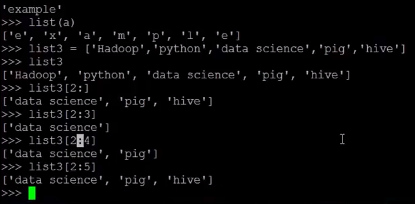 'example'
>>> list(a)
['e', 'x', 'a', 'm', 'p', 'l', 'e']
>>> list3 = ['Hadoop','python','data science','pig','hive']
>>> list3
['Hadoop', 'python', 'data science', 'pig', 'hive']
>>> list3[2:]
['data science', 'pig', 'hive']
>>> list3[2:3]
['data science']
>>> list3[2:4]
['data science', 'pig']
>>> list3[2:5]
['data science', 'pig', 'hive']
>>>